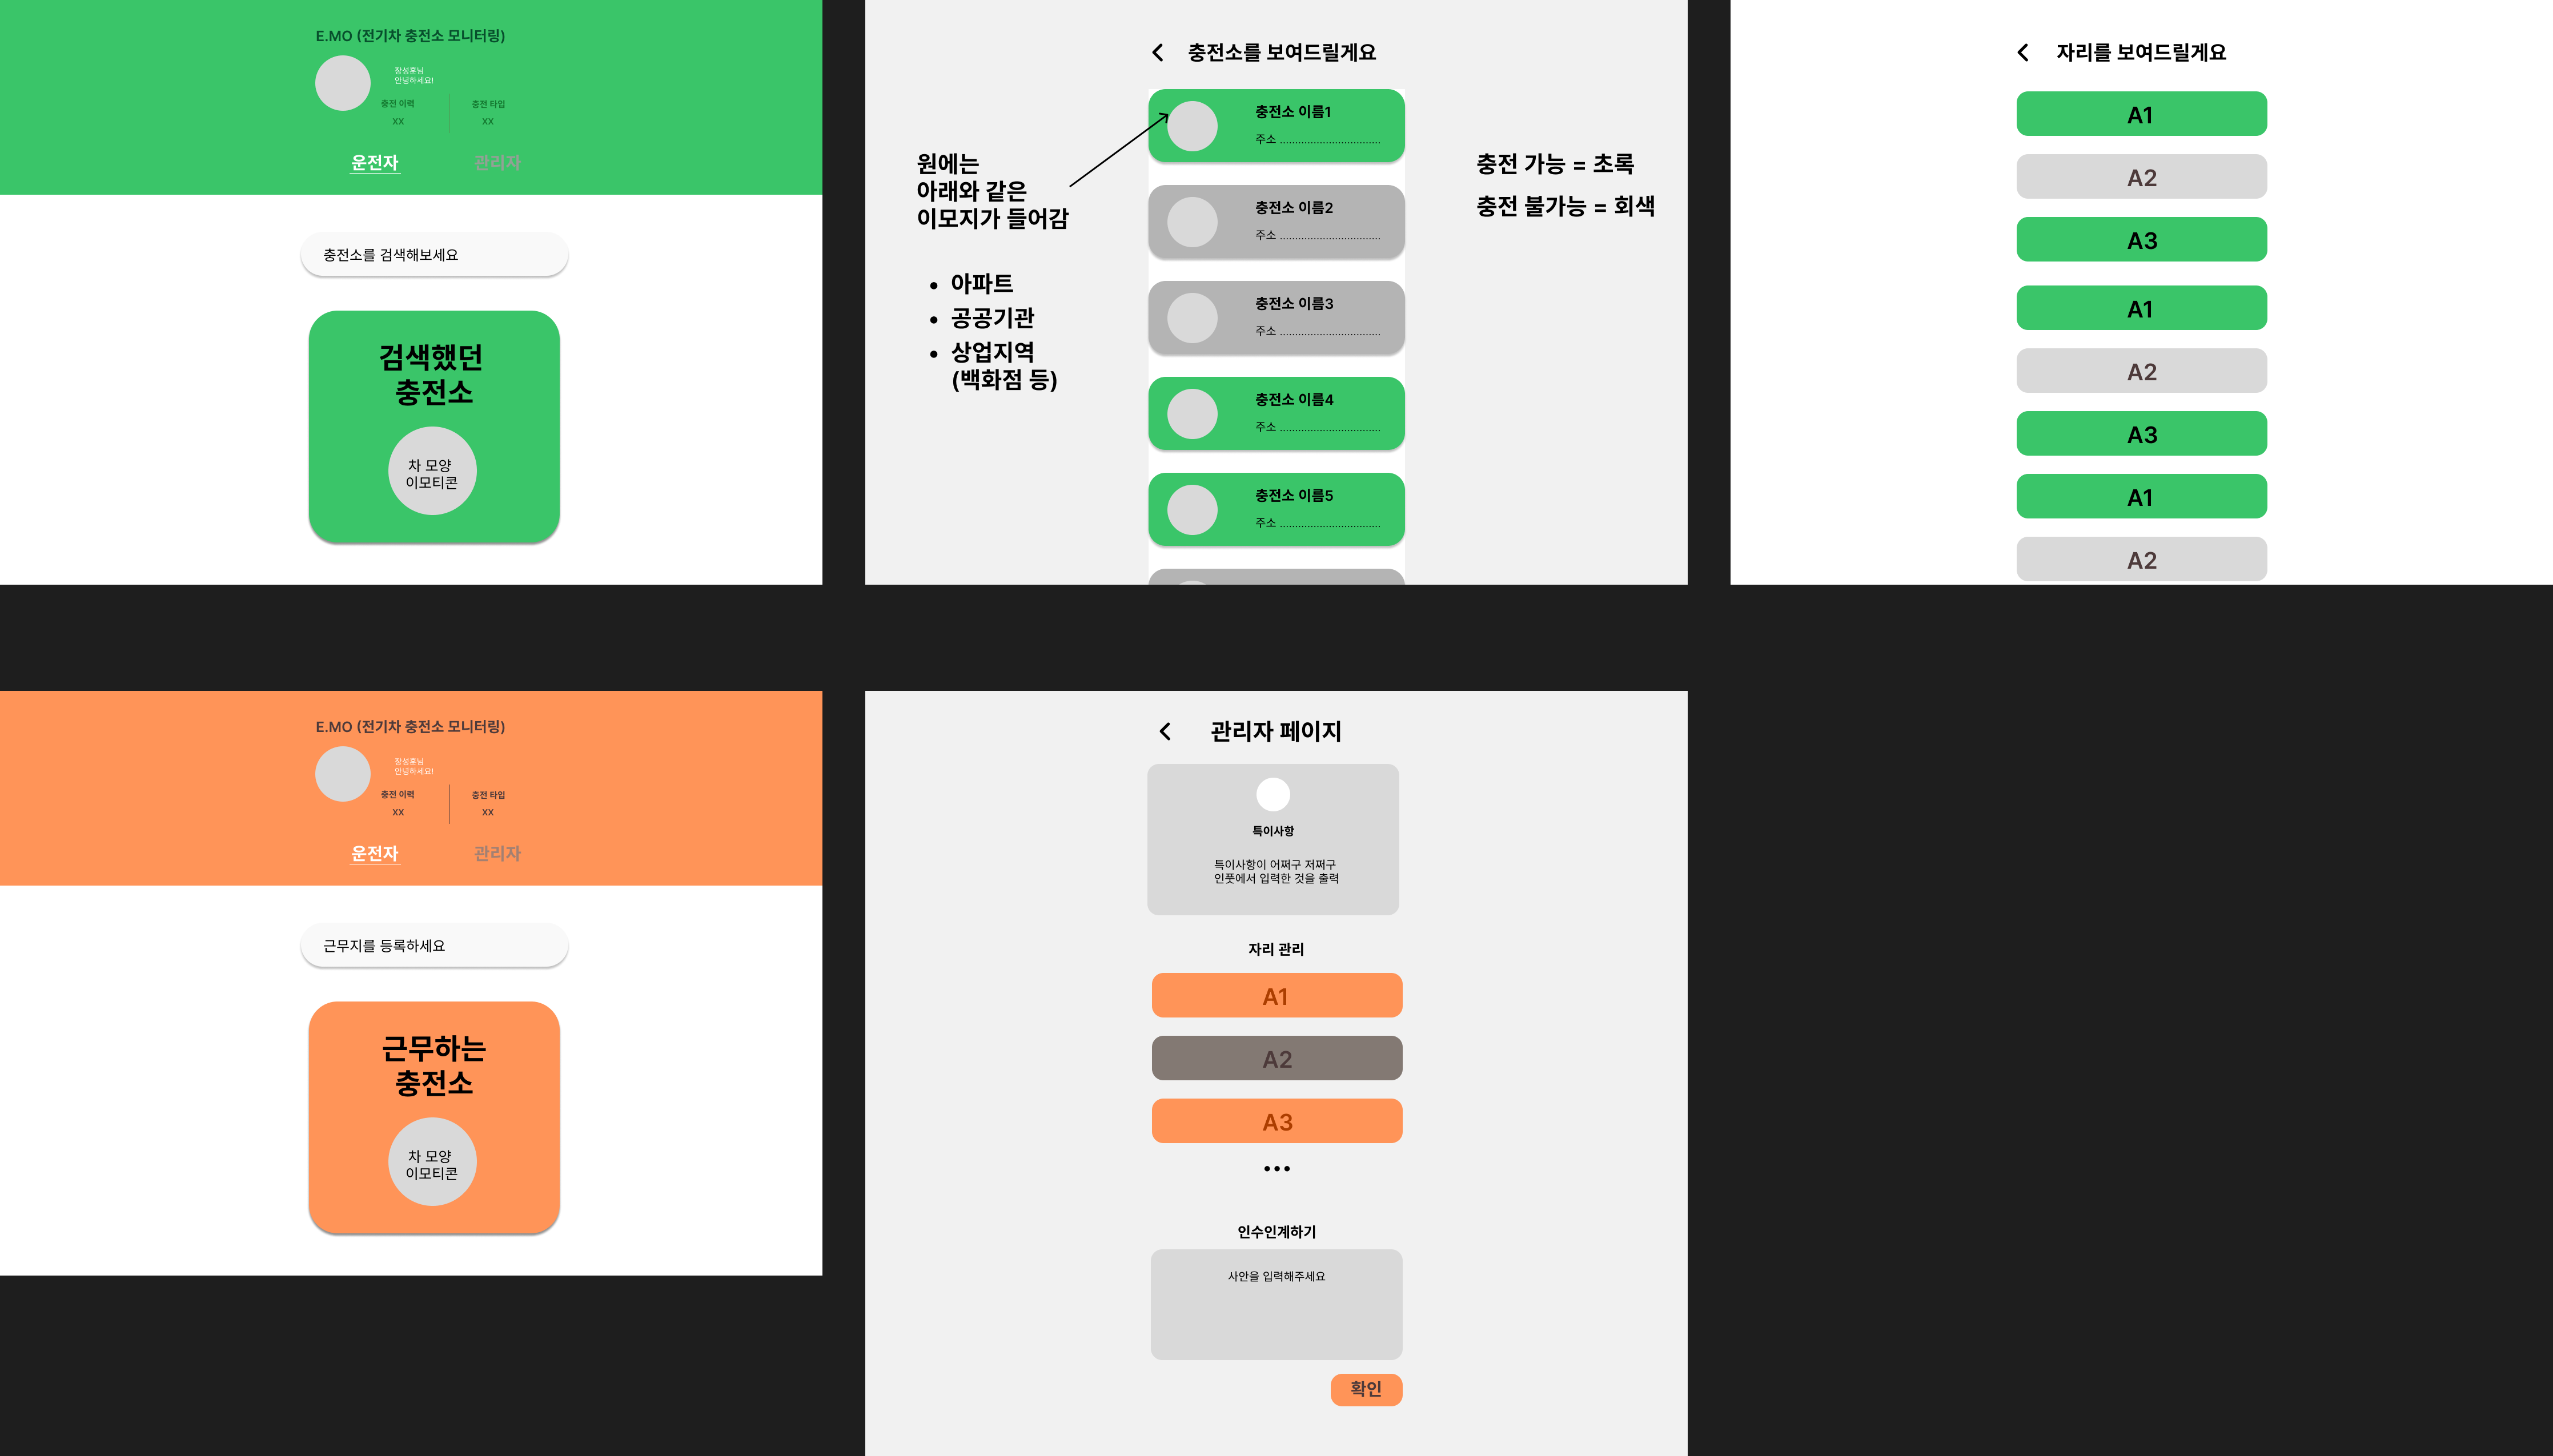 E.MO (전기차 충전소 모니터링)
장성훈님
안녕하세요!
충전 이력
충전 타입
xx
xx
운전자
관리자
충전소를 검색해보세요
검색했던
충전소
차 모양
이모티콘
충전소를 보여드릴게요
원에는
아래와 같은
이모지가 들어감
• 아파트
• 공공기관
• 상업지역
(백화점 등)
충전소 이름1
주소 .................................
충전소 이름2
주소 .................................
충전소 이름3
주소 .................................
충전소 이름4
주소 .................................
충전소 이름5
주소 .................................
충전 가능 = 초록
충전 불가능 = 회색
자리를 보여드릴게요
A1
A2
A3
A1
A2
A3
A1
A2
E.MO (전기차 충전소 모니터링)
장성훈님
안녕하세요!
충전 이력
충전 타입
xx
xx
운전자
관리자
근무지를 등록하세요
근무하는
충전소
차 모양
이모티콘
관리자 페이지
특이사항
특이사항이 어쩌구 저쩌구
인풋에서 입력한 것을 출력
자리 관리
A1
A2
A3
•••
인수인계하기
사안을 입력해주세요
확인